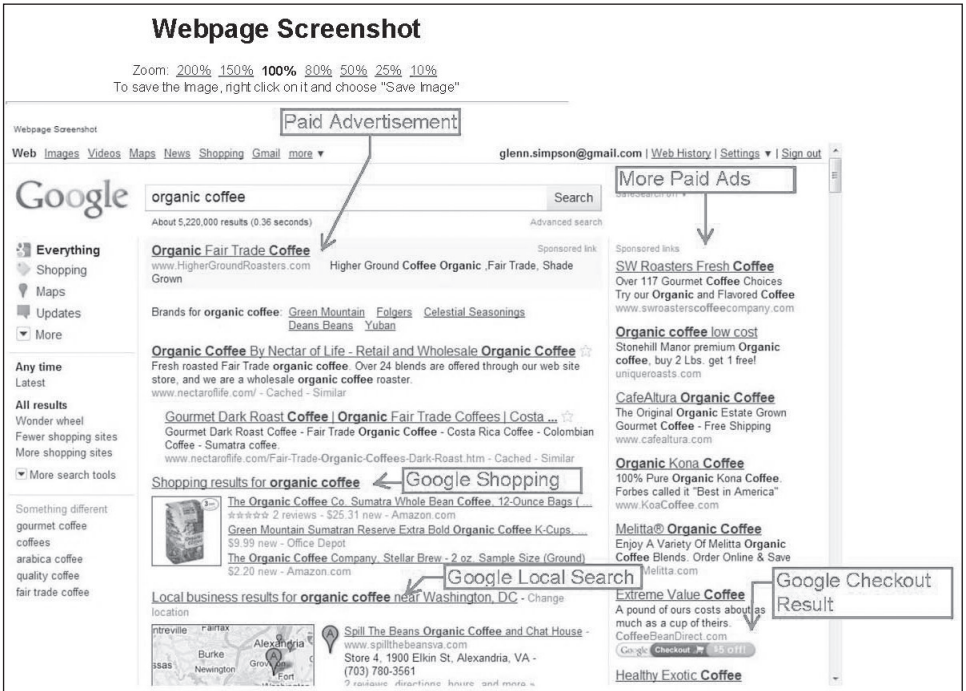 Webpage Screenshot
Zoom: 200% 150% 100% 80% 50% 25% 10%
To save the Image, right click on it and choose "Save Image"
Webpage Screenshot
Paid Advertisement
Web Images Videos Maps News Shopping Gmail more ▼
glenn.simpson@gmail.com | Web History | Settings ▼ | Sign out
Google
organic coffee
Search
More Paid Ads
About 5,220,000 results (0.36 seconds)
Advanced search
Everything
Shopping
Maps
Updates
More
Any time
Latest
All results
Wonder wheel
Fewer shopping sites
More shopping sites
More search tools
Something different
gourmet coffee
coffees
arabica coffee
quality coffee
fair trade coffee
Organic Fair Trade Coffee
Sponsored link
www.HigherGroundRoasters.com Higher Ground Coffee Organic ,Fair Trade, Shade
Grown
Brands for organic coffee: Green Mountain Folgers Celestial Seasonings
Deans Beans Yuban
Organic Coffee By Nectar of Life - Retail and Wholesale Organic Coffee
Fresh roasted Fair Trade organic coffee. Over 24 blends are offered through our web site
store, and we are a wholesale organic coffee roaster.
www.nectaroflife.com/ - Cached - Similar
Gourmet Dark Roast Coffee | Organic Fair Trade Coffees | Costa ...
Gourmet Dark Roast Coffee - Fair Trade Organic Coffee - Costa Rica Coffee - Colombian
Coffee - Sumatra coffee.
www.nectaroflife.com/Fair-Trade-Organic-Coffees-Dark-Roast.htm - Cached - Similar
Shopping results for organic coffee
Google Shopping
The Organic Coffee Co. Sumatra Whole Bean Coffee, 12-Ounce Bags ( ...
2 reviews - $25.31 new - Amazon.com
Green Mountain Sumatran Reserve Extra Bold Organic Coffee K-Cups, ...
$9.99 new - Office Depot
The Organic Coffee Company, Stellar Brew - 2 oz. Sample Size (Ground)
$2.20 new - Amazon.com
Google Local Search
Local business results for organic coffee near Washington, DC - Change
location
ntreville
Fairfax
Alexandria
Burke
ssas
Newington
Fort
A
A
Spill The Beans Organic Coffee and Chat House -
www.spillthebeansva.com
Store 4, 1900 Elkin St, Alexandria, VA -
(703) 780-3561
2 reviews, directions, hours, and more »
Sponsored links
SW Roasters Fresh Coffee
Over 117 Gourmet Coffee Choices
Try our Organic and Flavored Coffee
www.swroasterscoffeecompany.com
Organic coffee low cost
Stonehill Manor premium Organic
coffee, buy 2 Lbs. get 1 free!
uniqueroasts.com
CafeAltura Organic Coffee
The Original Organic Estate Grown
Gourmet Coffee - Free Shipping
www.cafealtura.com
Organic Kona Coffee
100% Pure Organic Kona Coffee.
Forbes called it "Best in America"
www.KoaCoffee.com
Melitta® Organic Coffee
Enjoy A Variety Of Melitta Organic
Coffee Blends. Order Online & Save
Melitta.com
Google Checkout
Result
Extreme Value Coffee
A pound of ours costs about as
much as a cup of theirs.
CoffeeBeanDirect.com
Google Checkout $5 off!
Healthy Exotic Coffee